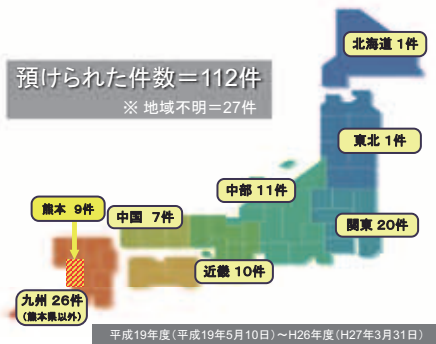 北海道 1件
預けられた件数＝112件
※ 地域不明＝27件
東北 1件
中部 11件
熊本 9件
中国 7件
関東 20件
近畿 10件
九州 26件
（熊本県以外）
平成19年度（平成19年5月10日）～H26年度（H27年3月31日）